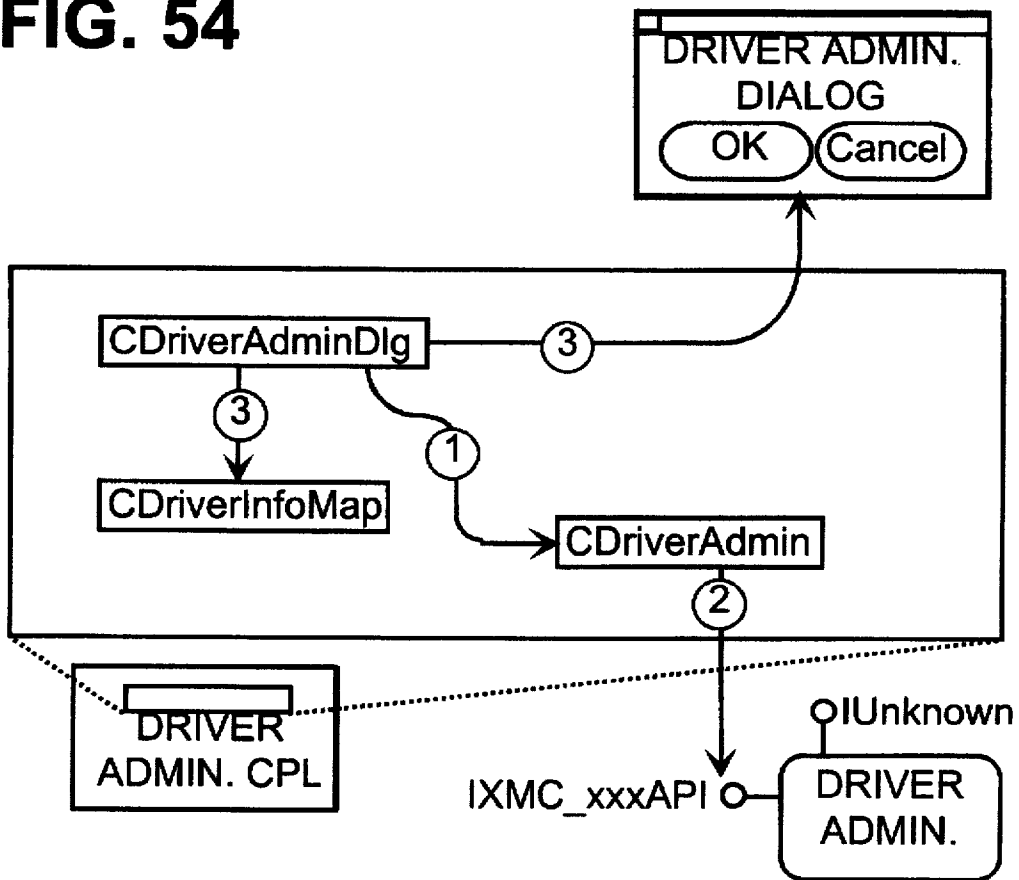 FIG. 54
DRIVER ADMIN.
DIALOG
OK
Cancel
CDriverAdminDlg
3
3
1
CDriverInfoMap
CDriverAdmin
2
DRIVER
ADMIN. CPL
IUnknown
IXMC_xxxAPI
DRIVER
ADMIN.